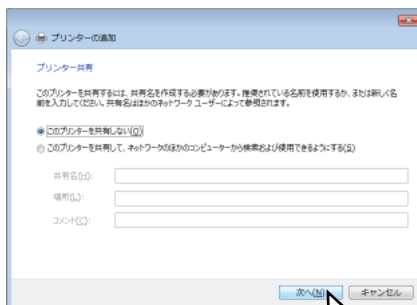 プリンターの追加
プリンター共有
このプリンターを共有するには、共有名を作成する必要があります。推奨されている名前を使用するか、または新しく名
前を入力してください。共有名はほかのネットワーク ユーザーによって参照されます。
このプリンターを共有しない(O)
このプリンターを共有して、ネットワークのほかのコンピューターから検索および使用できるようにする(S)
共有名(H):
場所(L):
コメント(C):
次へ(N)
キャンセル